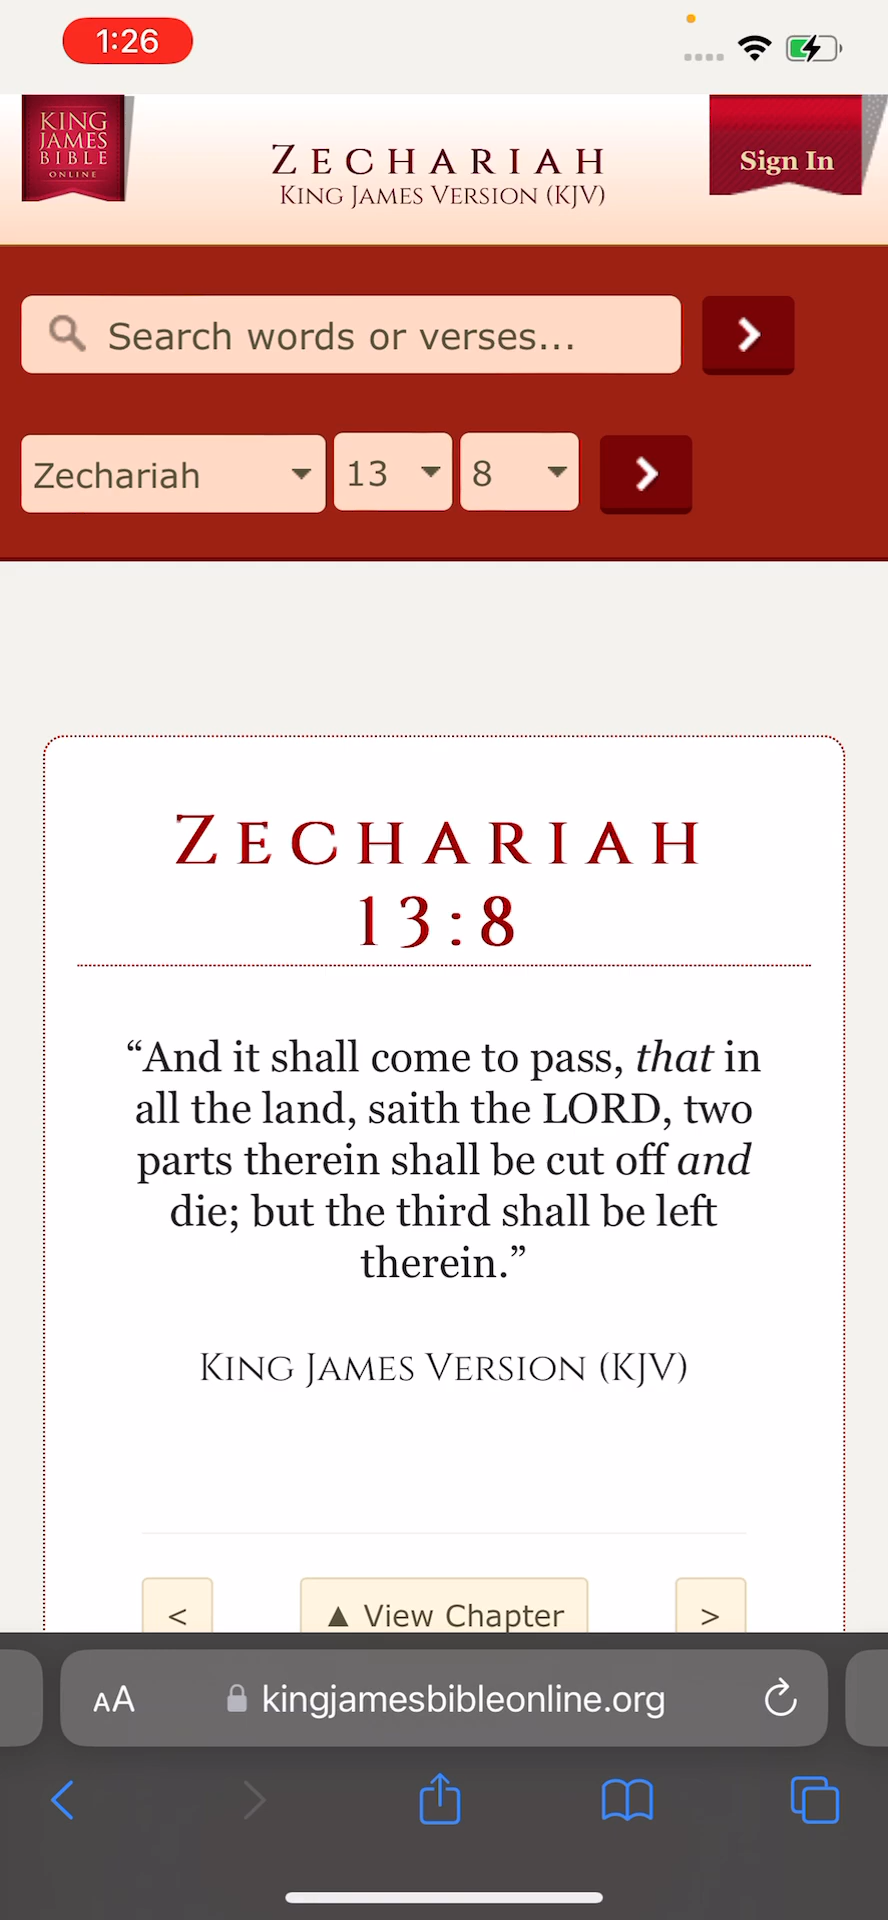 1:26
KING
JAMES
BIBLE
ONLINE
ZECHARIAH
KING JAMES VERSION (KJV)
Sign In
Search words or verses...
Zechariah 13 8
ZECHARIAH
13:8
“And it shall come to pass, that in
all the land, saith the LORD, two
parts therein shall be cut off and
die; but the third shall be left
therein.”
KING JAMES VERSION (KJV)
< ▲ View Chapter >
AA kingjamesbibleonline.org